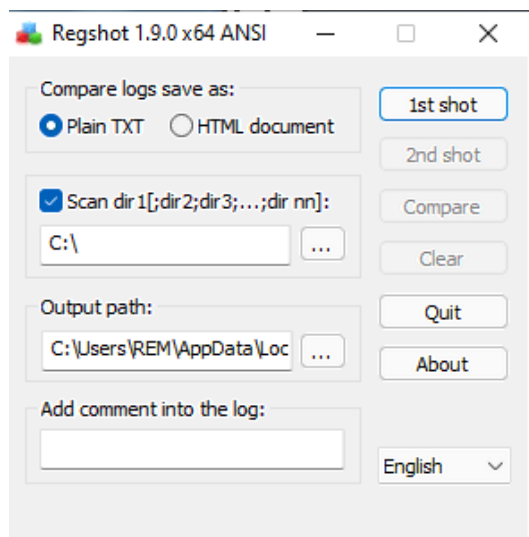 Regshot 1.9.0 x64 ANSI
Compare logs save as:
Plain TXT
HTML document
1st shot
2nd shot
Scan dir1[;dir2;dir3;...;dir nn]:
C:\
...
Compare
Clear
Output path:
C:\Users\REM\AppData\Loc
...
Quit
About
Add comment into the log:
English